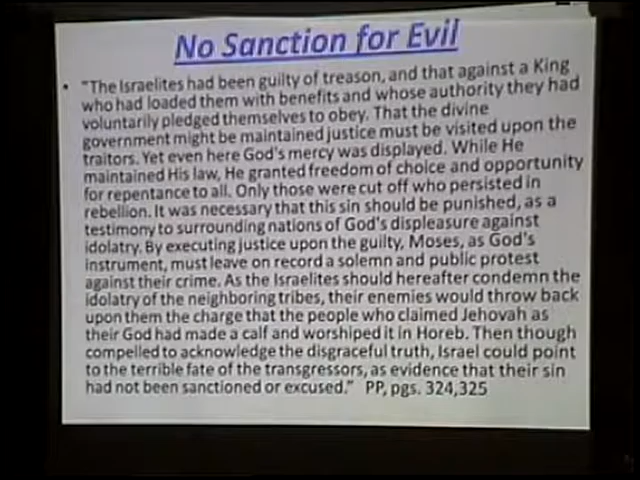 No Sanction for Evil
• "The Israelites had been guilty of treason, and that against a King
who had loaded them with benefits and whose authority they had
voluntarily pledged themselves to obey. That the divine
government might be maintained justice must be visited upon the
traitors. Yet even here God's mercy was displayed. While He
maintained His law, He granted freedom of choice and opportunity
for repentance to all. Only those were cut off who persisted in
rebellion. It was necessary that this sin should be punished, as a
testimony to surrounding nations of God's displeasure against
idolatry. By executing justice upon the guilty, Moses, as God's
instrument, must leave on record a solemn and public protest
against their crime. As the Israelites should hereafter condemn the
idolatry of the neighboring tribes, their enemies would throw back
upon them the charge that the people who claimed Jehovah as
their God had made a calf and worshiped it in Horeb. Then though
compelled to acknowledge the disgraceful truth, Israel could point
to the terrible fate of the transgressors, as evidence that their sin
had not been sanctioned or excused." PP, pgs. 324,325